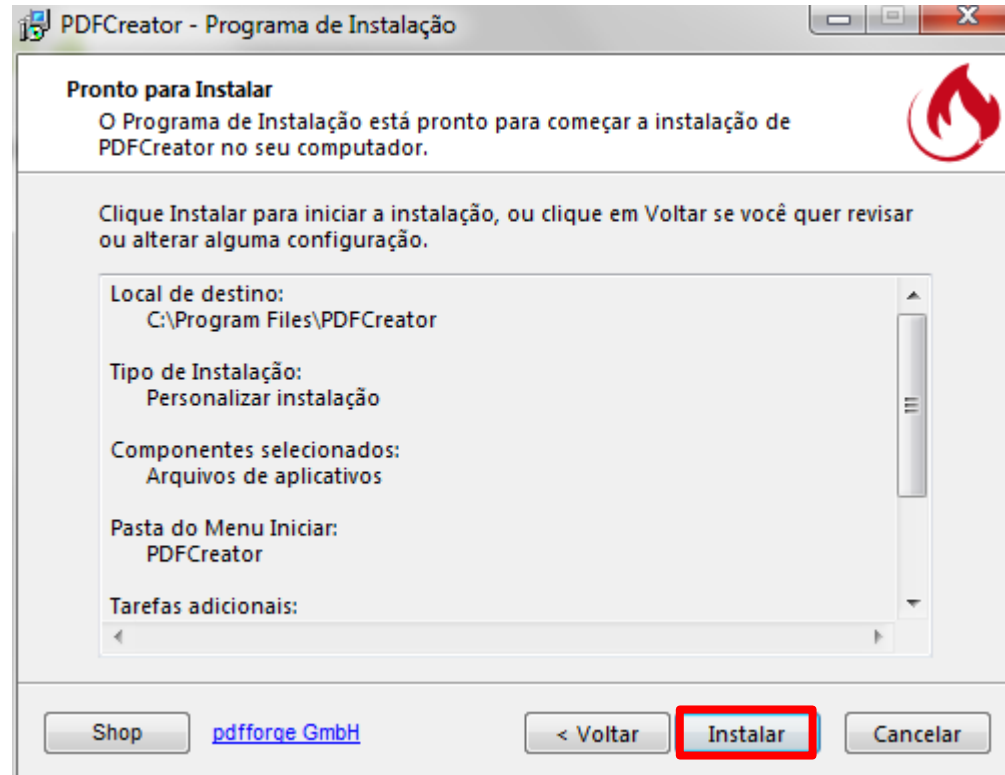 PDFCreator - Programa de Instalação
Pronto para Instalar
O Programa de Instalação está pronto para começar a instalação de
PDFCreator no seu computador.
Clique Instalar para iniciar a instalação, ou clique em Voltar se você quer revisar
ou alterar alguma configuração.
Local de destino:
C:\Program Files\PDFCreator
Tipo de Instalação:
Personalizar instalação
Componentes selecionados:
Arquivos de aplicativos
Pasta do Menu Iniciar:
PDFCreator
Tarefas adicionais:
Shop pdfforge GmbH < Voltar Instalar Cancelar